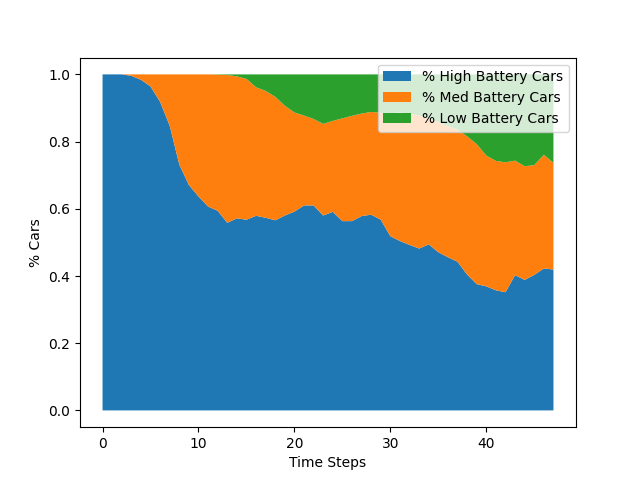 1.0
0.8
0.6
0.4
0.2
0.0
% Cars
0 10 20 30 40
Time Steps
% High Battery Cars
% Med Battery Cars
% Low Battery Cars